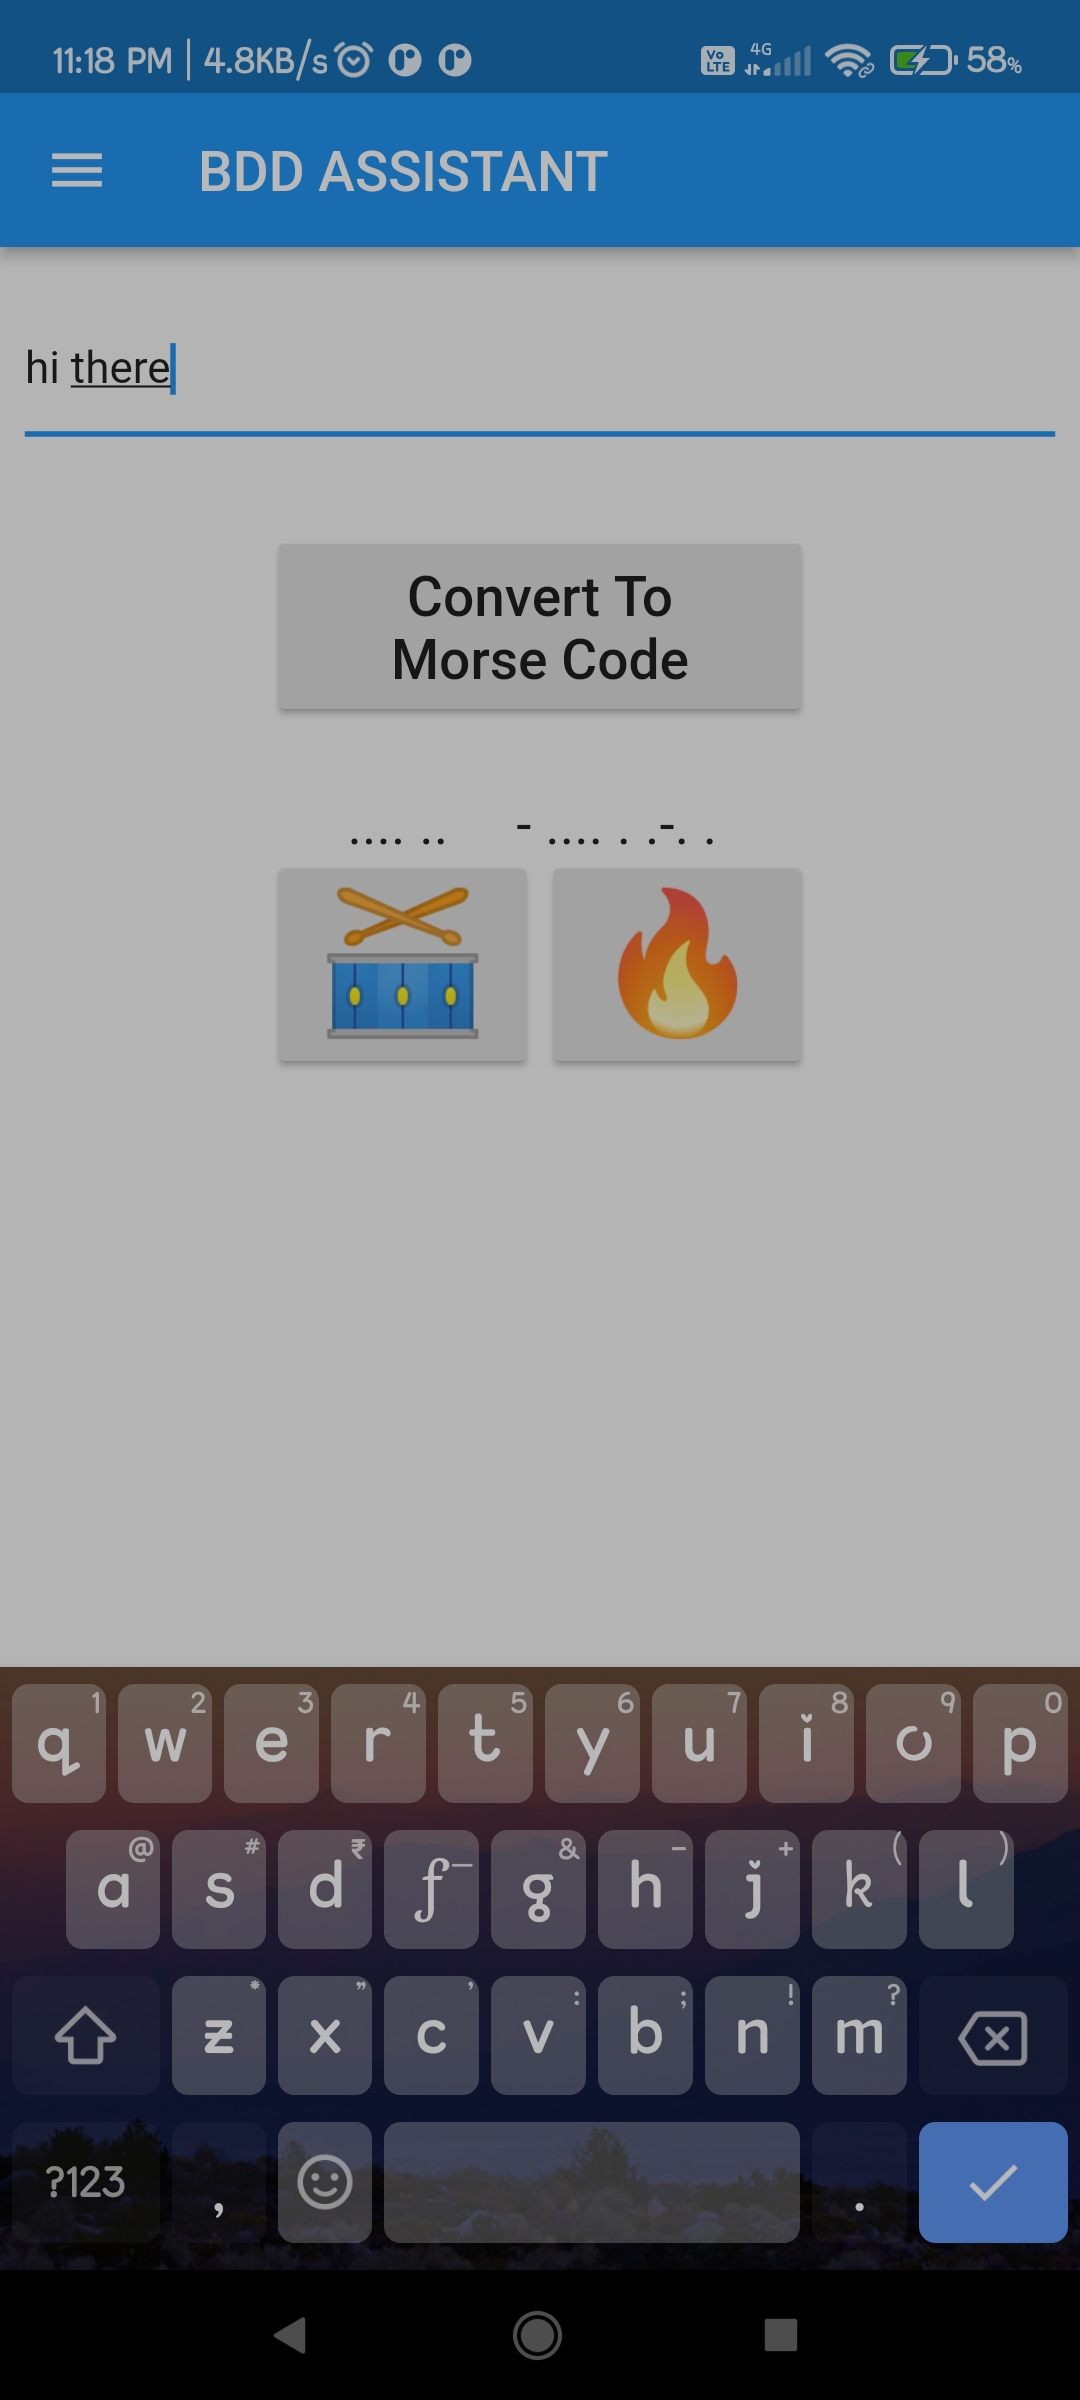 11:18 PM | 4.8KB/s Vo LTE 4G 58%
BDD ASSISTANT
hi there
Convert To
Morse Code
.... ..   - .... . .-. .
1 2 3 4 5 6 7 8 9 0
q w e r t y u i o p
@ # ₹ _ & - + ( )
a s d f g h j k l
* " ' : ; ! ?
z x c v b n m
?123 , .